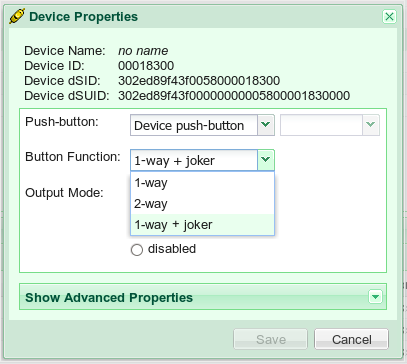 Device Properties
Device Name: no name
Device ID: 00018300
Device dSID: 302ed89f43f0058000018300
Device dSUID: 302ed89f43f00000000005800001830000
Push-button: Device push-button
Button Function: 1-way + joker
1-way
Output Mode: 2-way
1-way + joker
disabled
Show Advanced Properties
Save Cancel